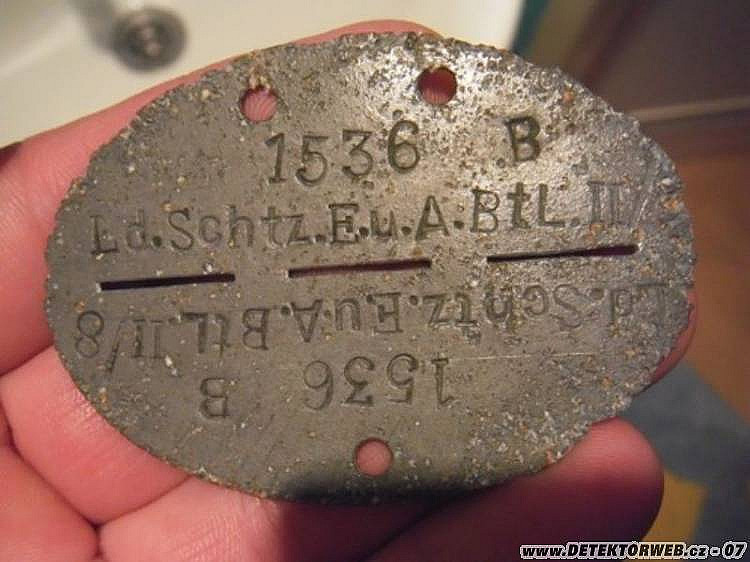 1536 B
Ld.Schtz.E.u.A.BtL.II/
Ld.Schtz.E.u.A.BtL.II/8
1536 B
www.DETEKTORWEB.cz - 07